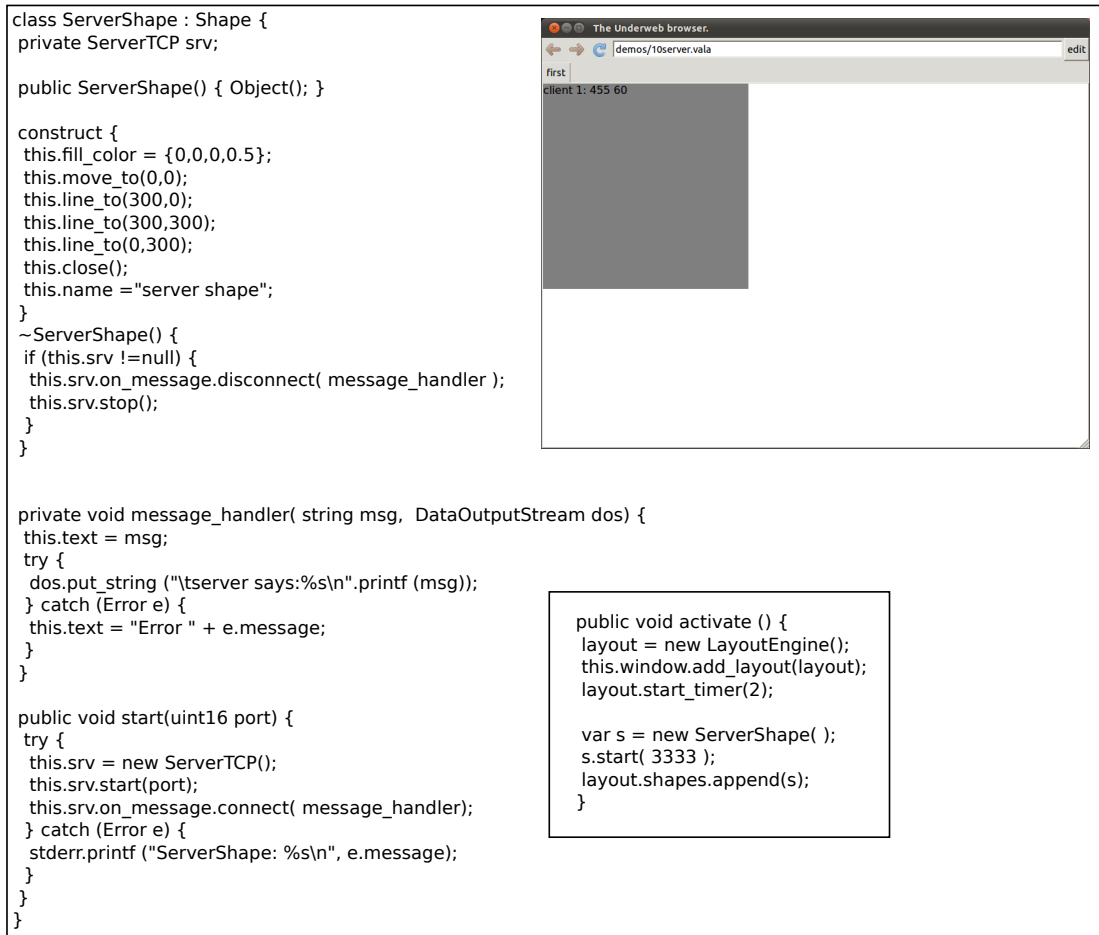 class ServerShape : Shape {
private ServerTCP srv;
public ServerShape() { Object(); }
construct {
this.fill_color = {0,0,0,0.5};
this.move_to(0,0);
this.line_to(300,0);
this.line_to(300,300);
this.line_to(0,300);
this.close();
this.name ="server shape";
}
~ServerShape() {
if (this.srv !=null) {
this.srv.on_message.disconnect( message_handler );
this.srv.stop();
}
}
private void message_handler( string msg,  DataOutputStream dos) {
this.text = msg;
try {
dos.put_string ("\tserver says:%s\n".printf (msg));
} catch (Error e) {
this.text = "Error " + e.message;
}
}
public void start(uint16 port) {
try {
this.srv = new ServerTCP();
this.srv.start(port);
this.srv.on_message.connect( message_handler);
} catch (Error e) {
stderr.printf ("ServerShape: %s\n", e.message);
}
}
}
The Underweb browser.
demos/10server.vala
edit
first
client 1: 455 60
public void activate () {
layout = new LayoutEngine();
this.window.add_layout(layout);
layout.start_timer(2);
var s = new ServerShape( );
s.start( 3333 );
layout.shapes.append(s);
}